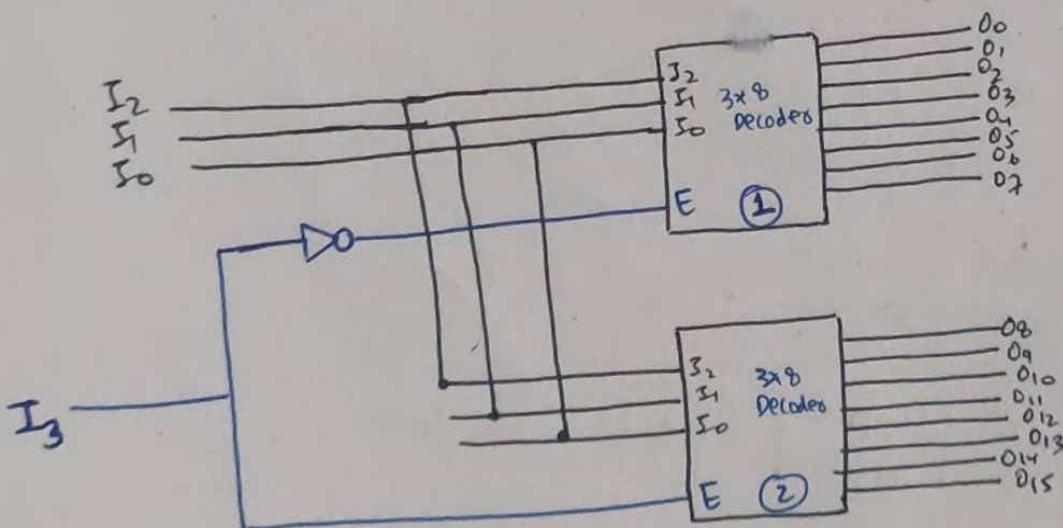 I2
I1
I0
I3
I2
I1
I0
3x8
Decoder
E
1
O0
O1
O2
O3
O4
O5
O6
O7
I2
I1
I0
3x8
Decoder
E
2
O8
O9
O10
O11
O12
O13
O14
O15